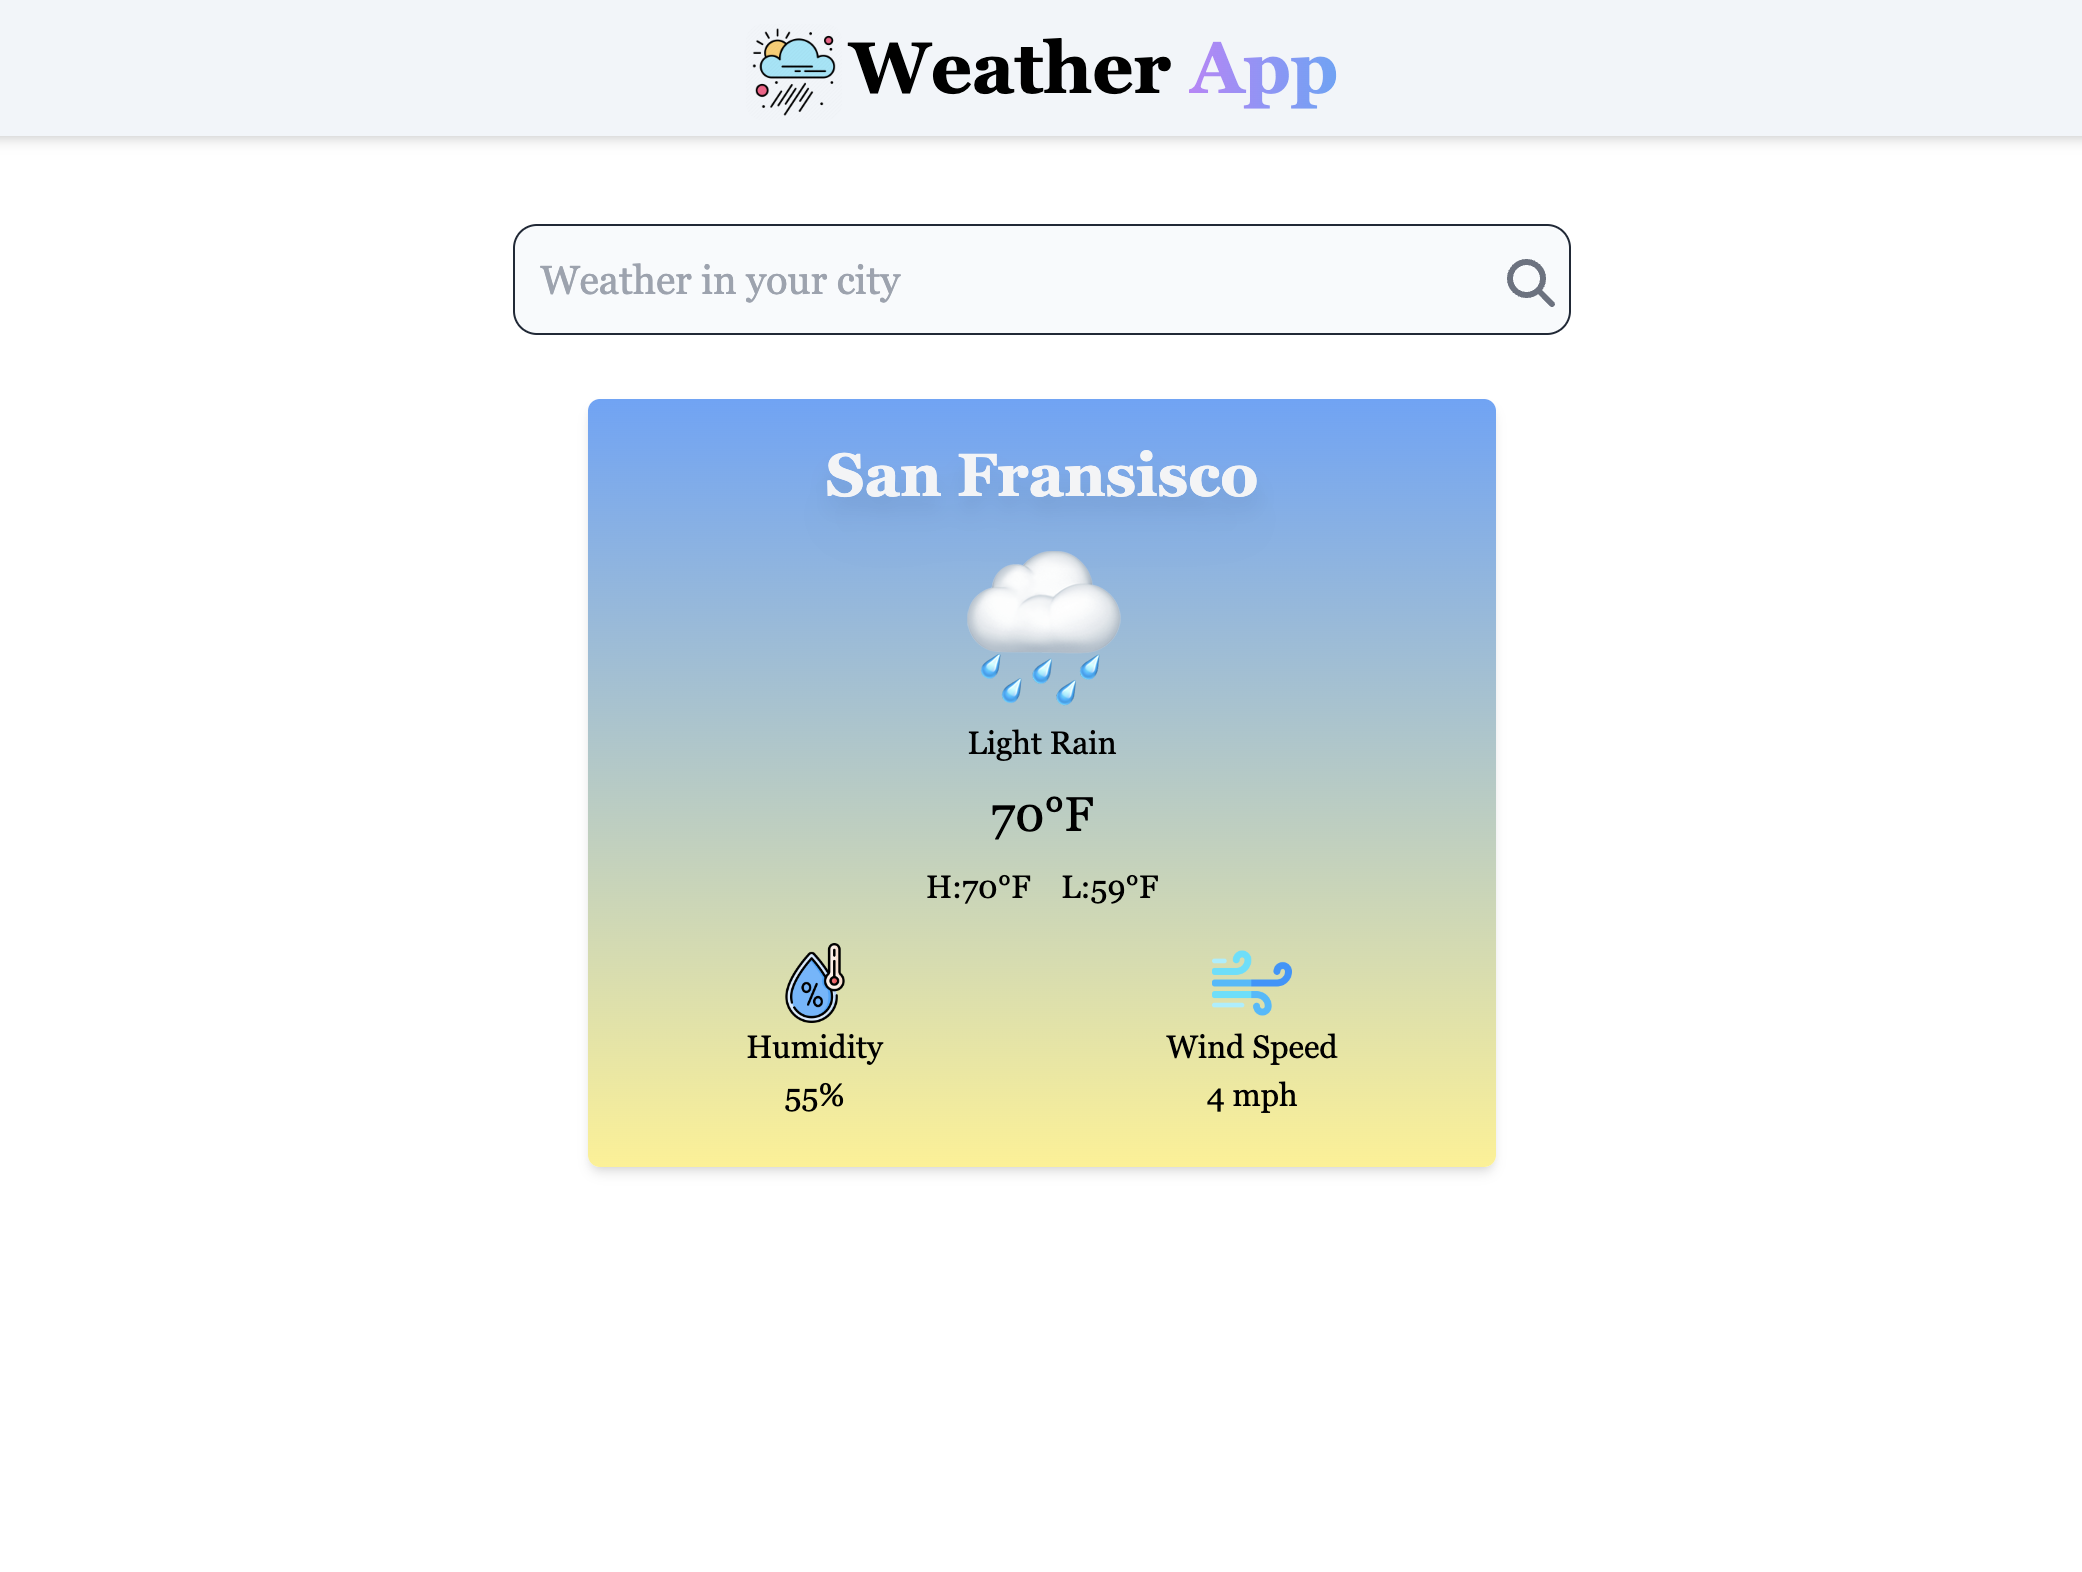 Weather App
Weather in your city
San Fransisco
Light Rain
70°F
H:70°F L:59°F
%
Humidity
55%
Wind Speed
4 mph